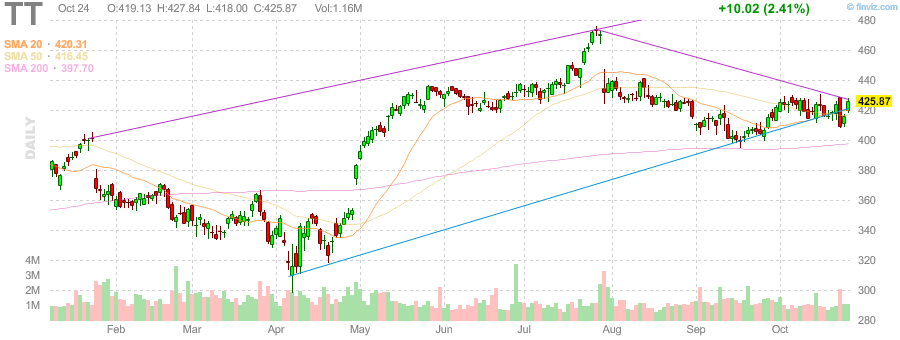 TT Oct 24 O:419.13 H:427.84 L:418.00 C:425.87 Vol:1.16M +10.02 (2.41%) © finviz.com
SMA 20 · 420.31
SMA 50 · 416.45
SMA 200 · 397.70
DAILY
480
460
440
425.87
420
400
380
360
340
320
300
280
4M
3M
2M
1M
Feb Mar Apr May Jun Jul Aug Sep Oct